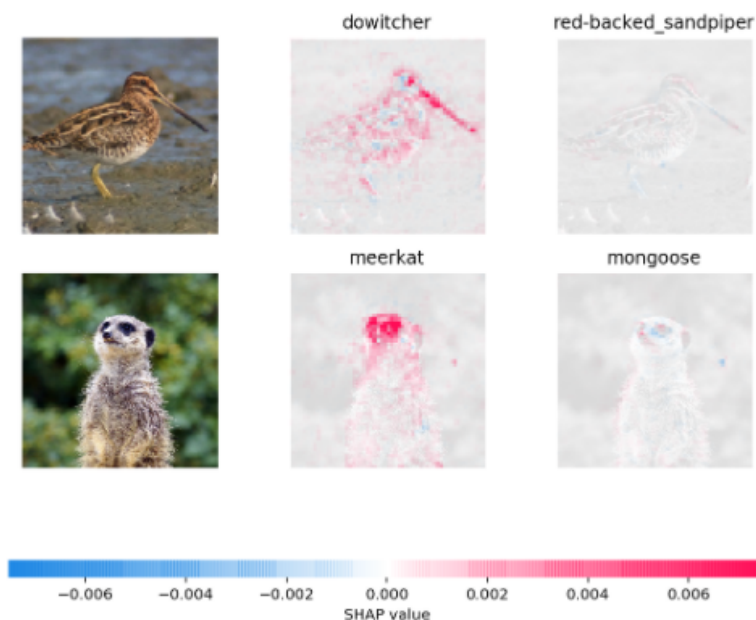 dowitcher
red-backed_sandpiper
meerkat
mongoose
−0.006
−0.004
−0.002
0.000
0.002
0.004
0.006
SHAP value